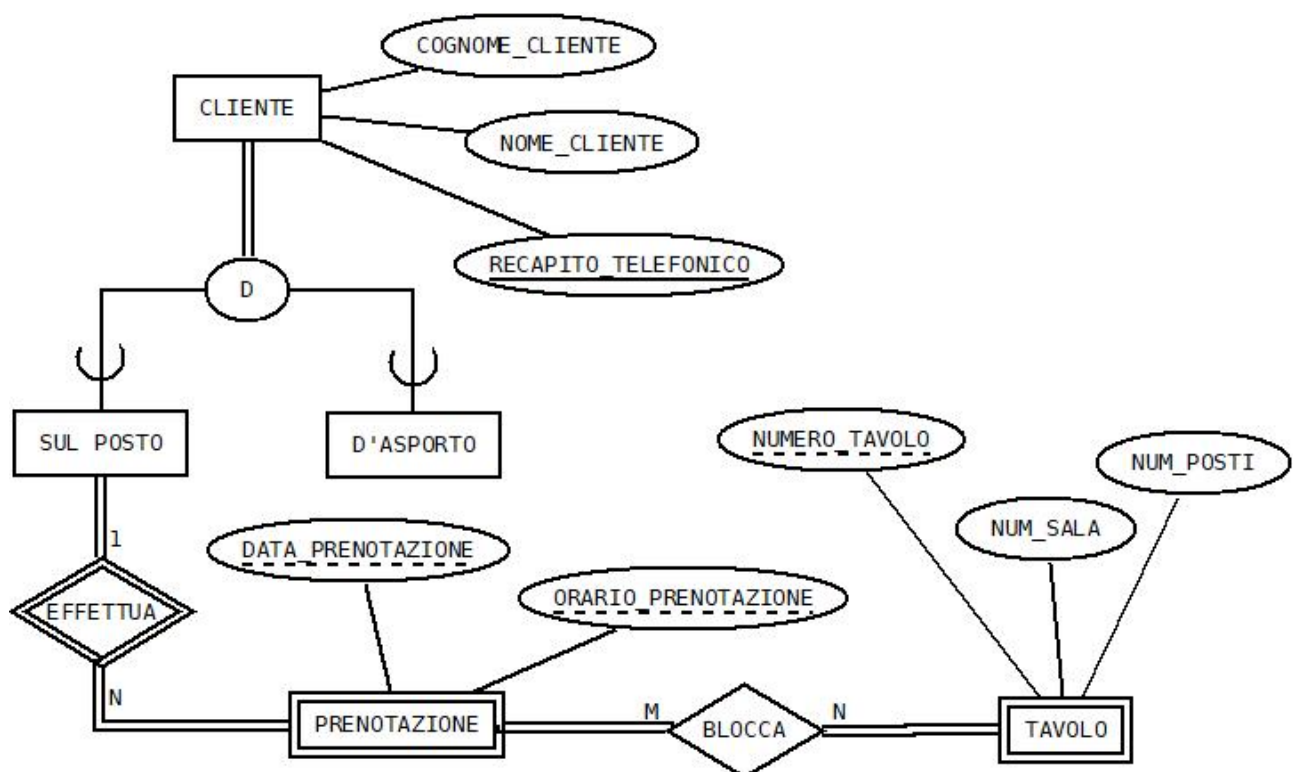 COGNOME_CLIENTE
CLIENTE
NOME_CLIENTE
RECAPITO_TELEFONICO
D
SUL POSTO
D'ASPORTO
NUMERO_TAVOLO
NUM_POSTI
NUM_SALA
1
DATA_PRENOTAZIONE
ORARIO_PRENOTAZIONE
EFFETTUA
N
PRENOTAZIONE
M
BLOCCA
N
TAVOLO